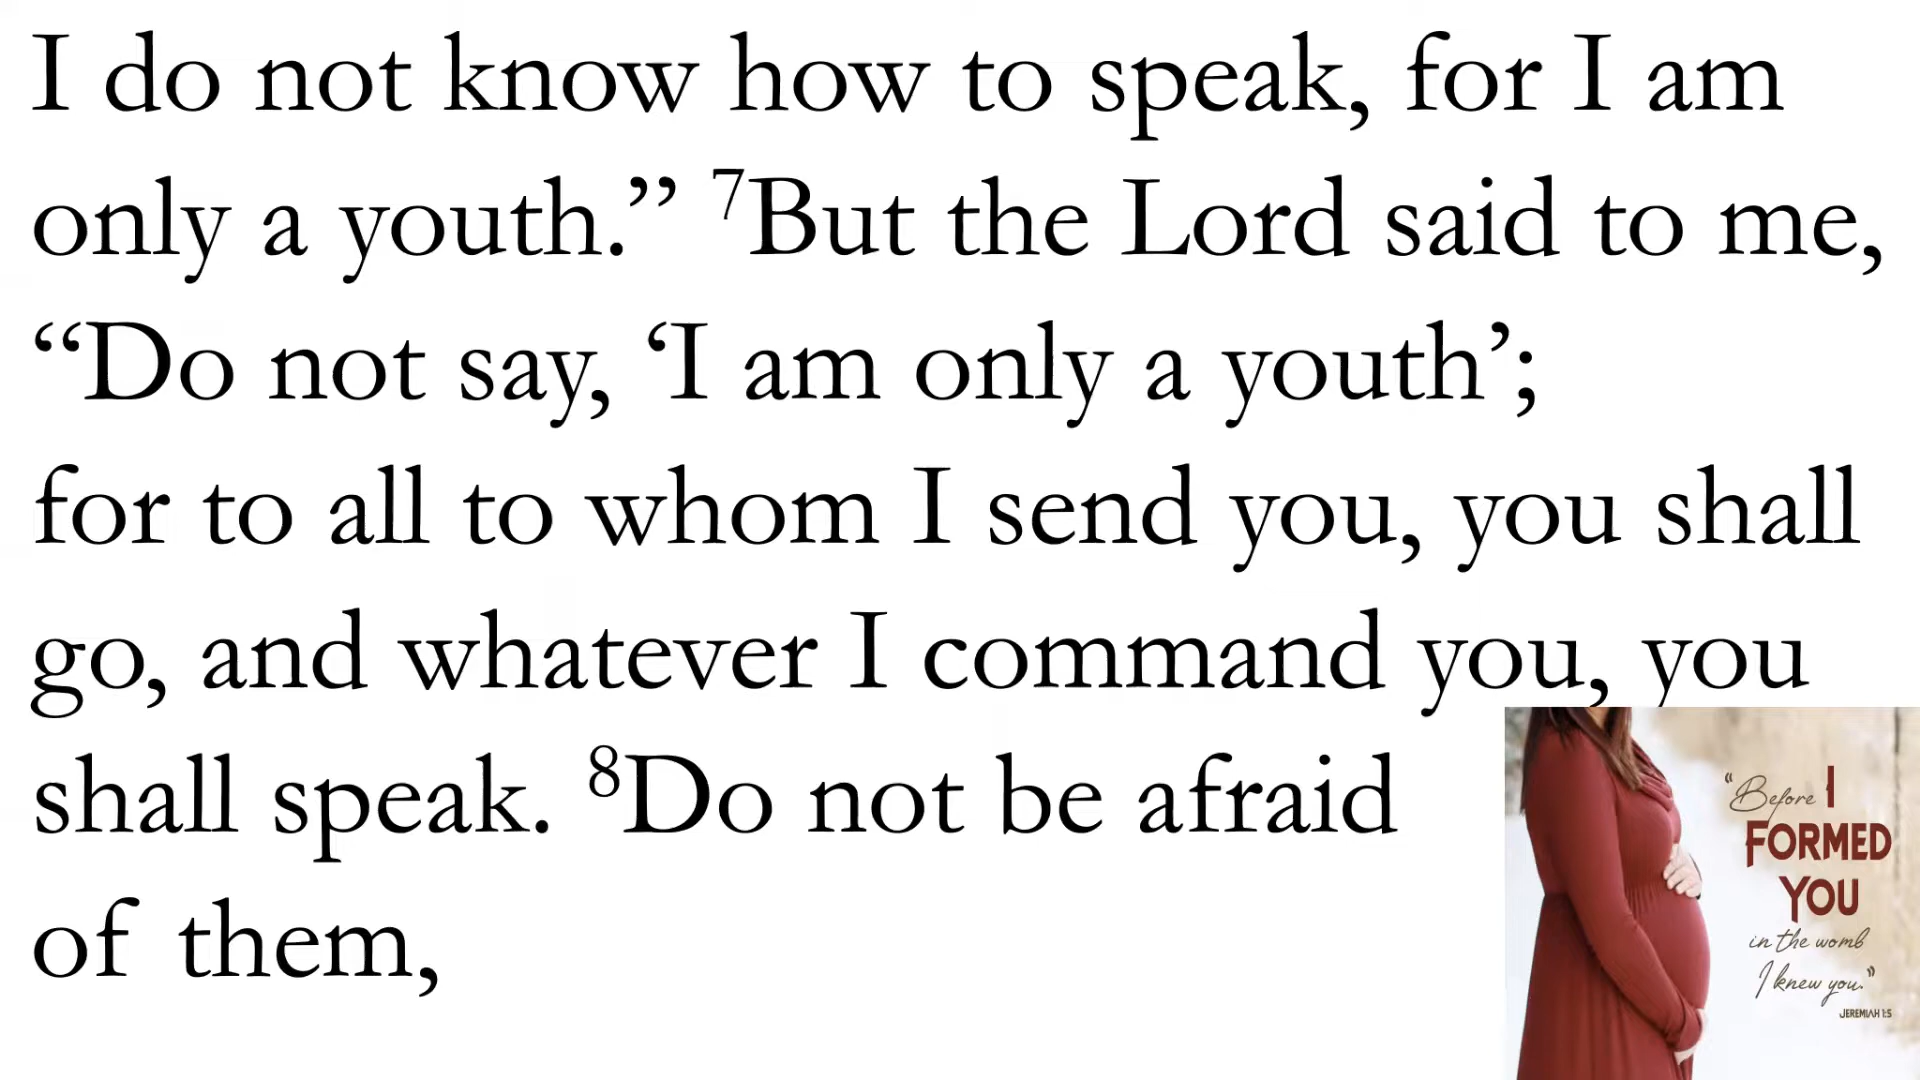 I do not know how to speak, for I am
only a youth.” ⁷But the Lord said to me,
“Do not say, ‘I am only a youth’;
for to all to whom I send you, you shall
go, and whatever I command you, you
shall speak. ⁸Do not be afraid
of them,
“Before I
FORMED
YOU
in the womb
I knew you.”
JEREMIAH 1:5